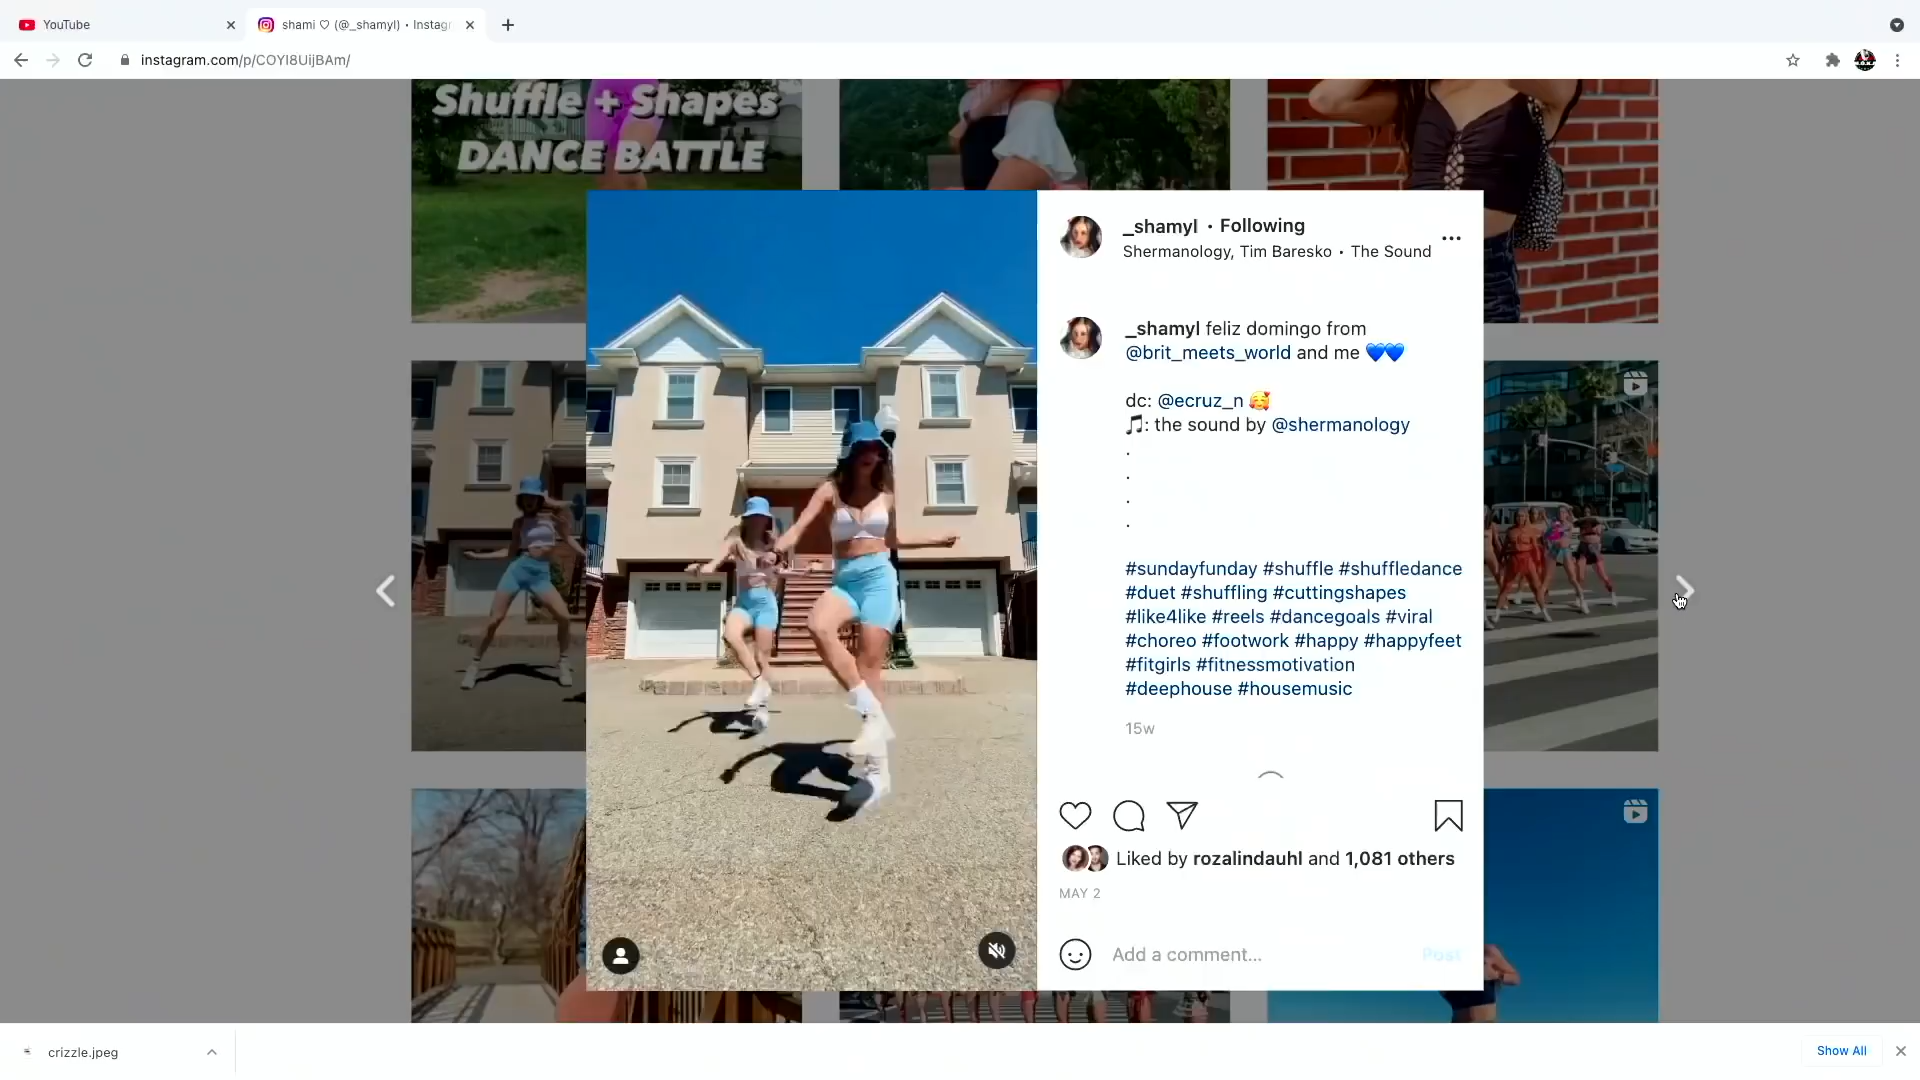 YouTube
shami ♡ (@_shamyl) • Instagr
instagram.com/p/COYI8UijBAm/
Shuffle + Shapes
DANCE BATTLE
_shamyl • Following
Shermanology, Tim Baresko • The Sound
_shamyl feliz domingo from
@brit_meets_world and me 💙💙
dc: @ecruz_n 🥰
🎵: the sound by @shermanology
.
.
.
.
#sundayfunday #shuffle #shuffledance
#duet #shuffling #cuttingshapes
#like4like #reels #dancegoals #viral
#choreo #footwork #happy #happyfeet
#fitgirls #fitnessmotivation
#deephouse #housemusic
15w
Liked by rozalindauhl and 1,081 others
MAY 2
Add a comment...
Post
crizzle.jpeg
Show All